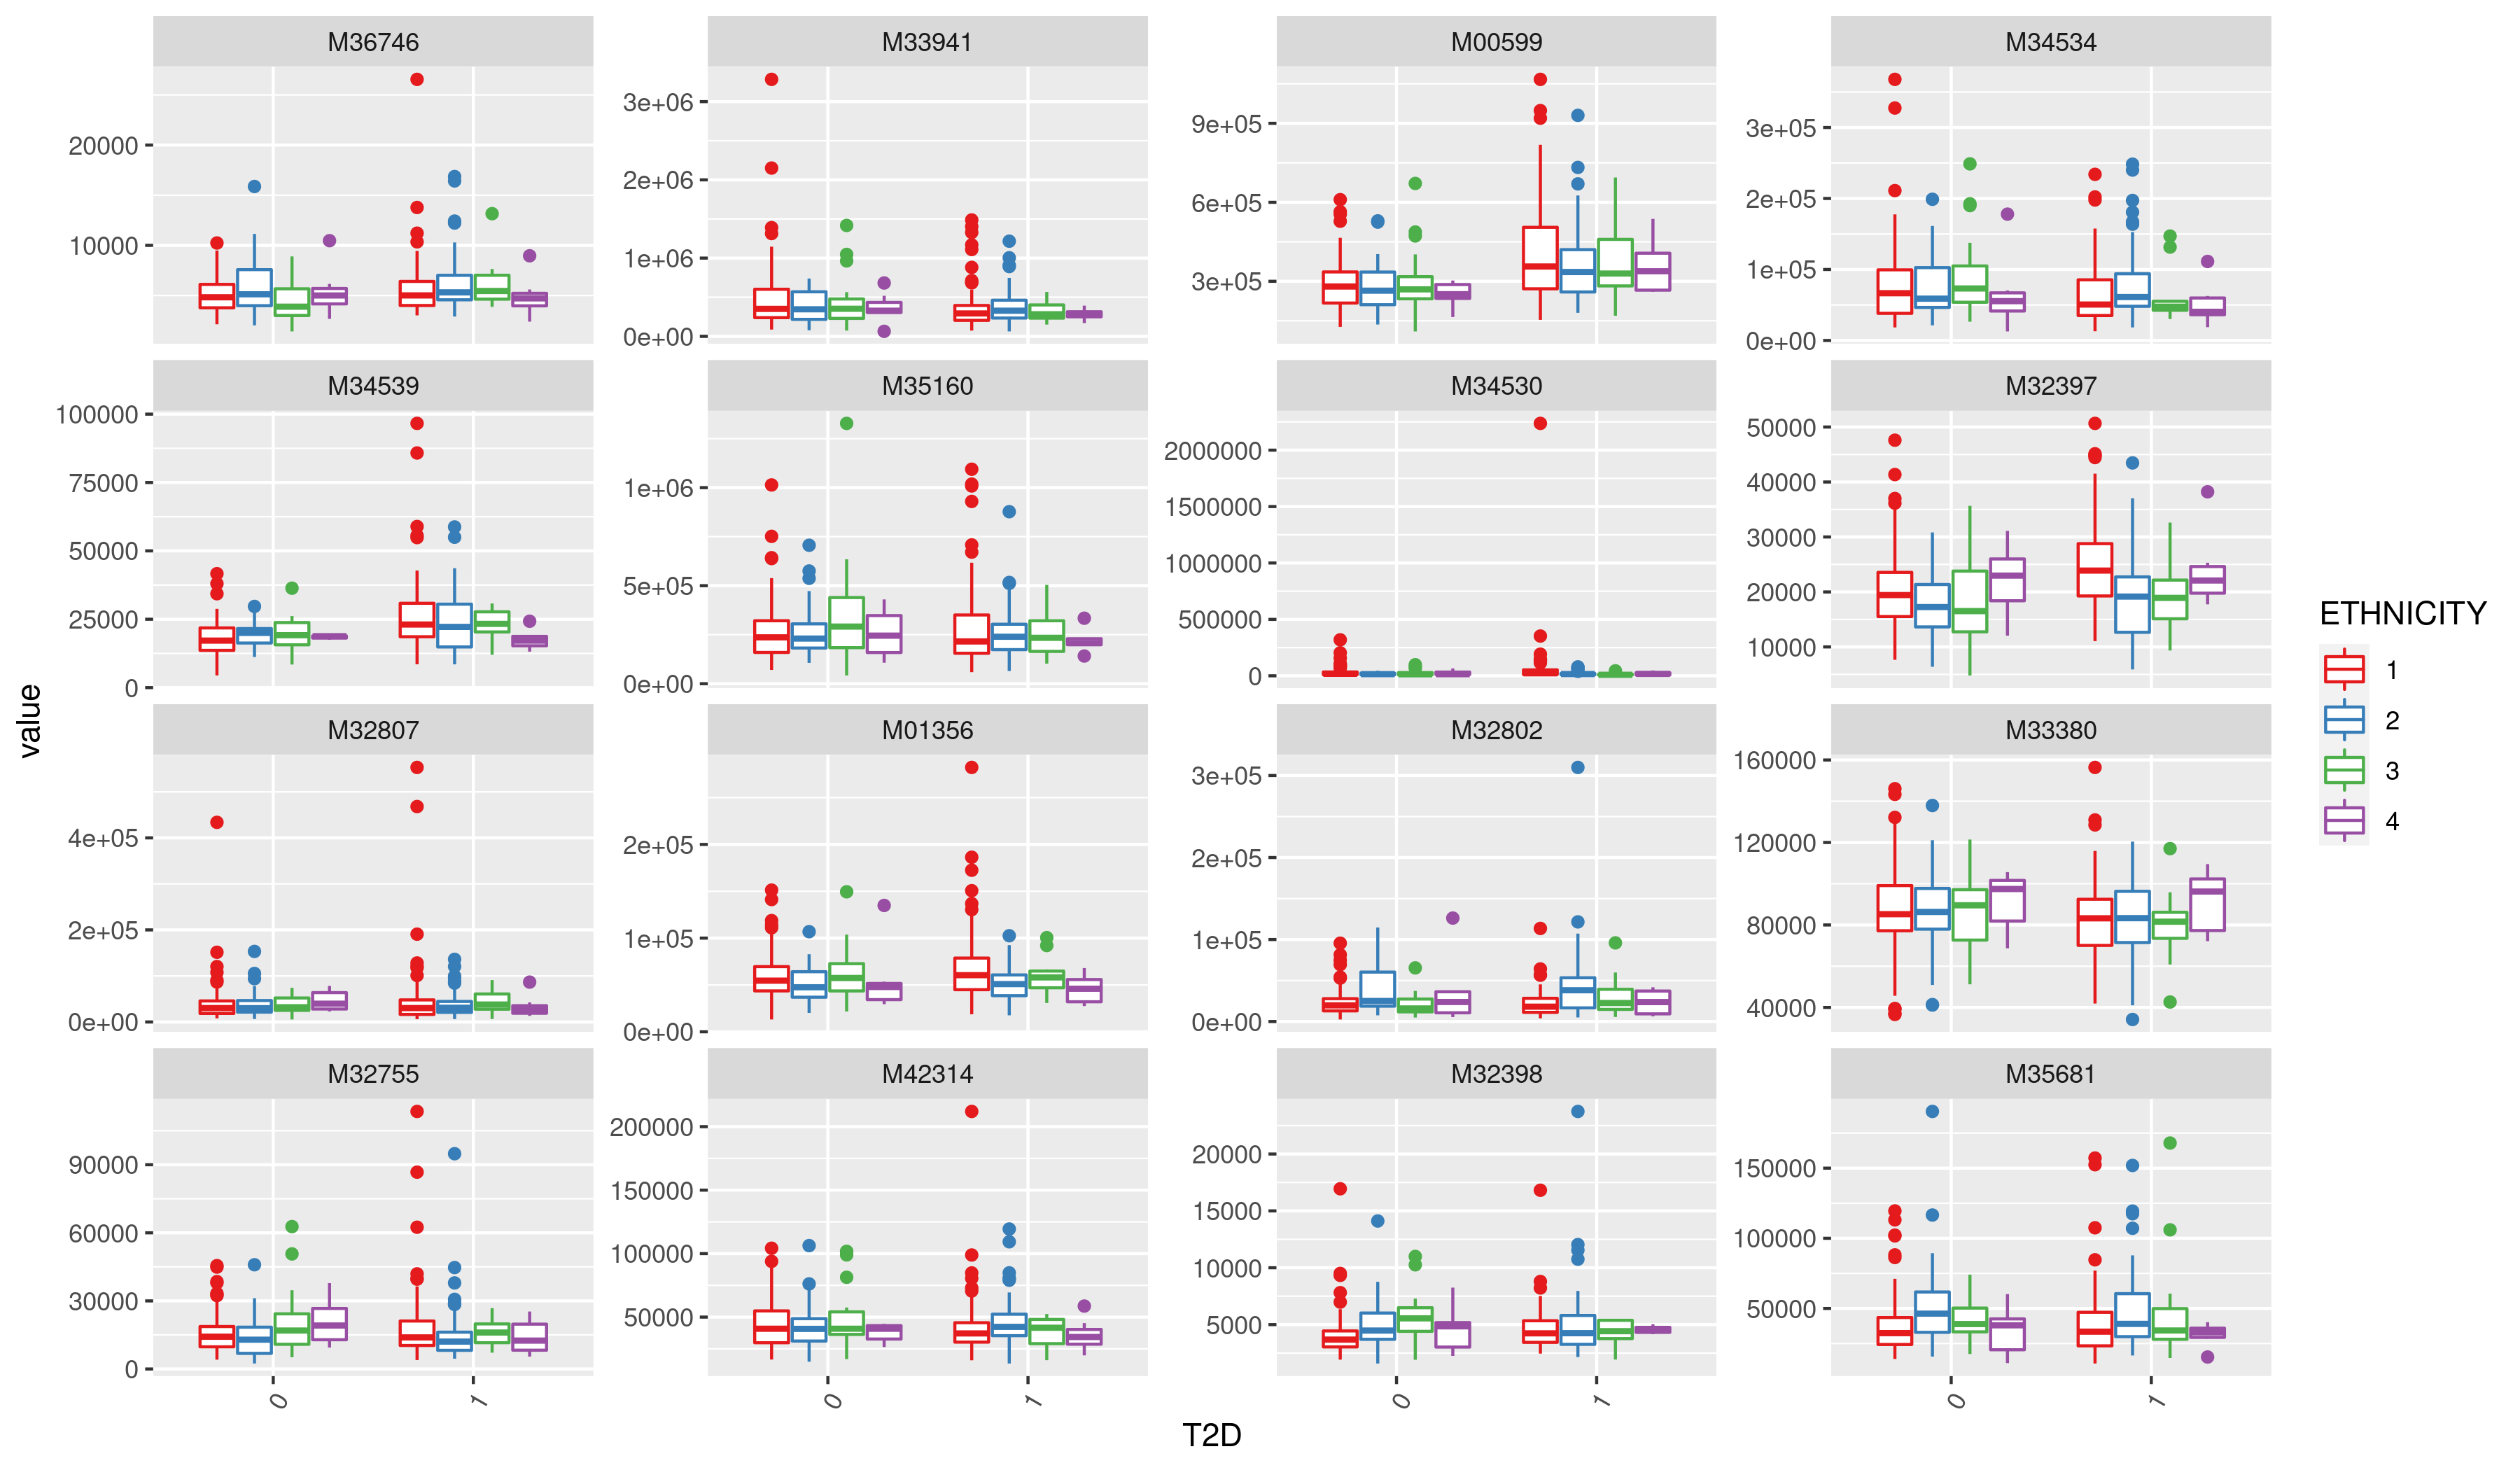 M36746
M33941
M00599
M34534
20000
10000
3e+06
2e+06
1e+06
0e+00
9e+05
6e+05
3e+05
3e+05
2e+05
1e+05
0e+00
M34539
M35160
M34530
M32397
100000
75000
50000
25000
0
1e+06
5e+05
0e+00
2000000
1500000
1000000
500000
0
50000
40000
30000
20000
10000
M32807
M01356
M32802
M33380
4e+05
2e+05
0e+00
2e+05
1e+05
0e+00
3e+05
2e+05
1e+05
0e+00
160000
120000
80000
40000
M32755
M42314
M32398
M35681
90000
60000
30000
0
200000
150000
100000
50000
20000
15000
10000
5000
150000
100000
50000
0 1
0 1
0 1
0 1
T2D
value
ETHNICITY
1
2
3
4